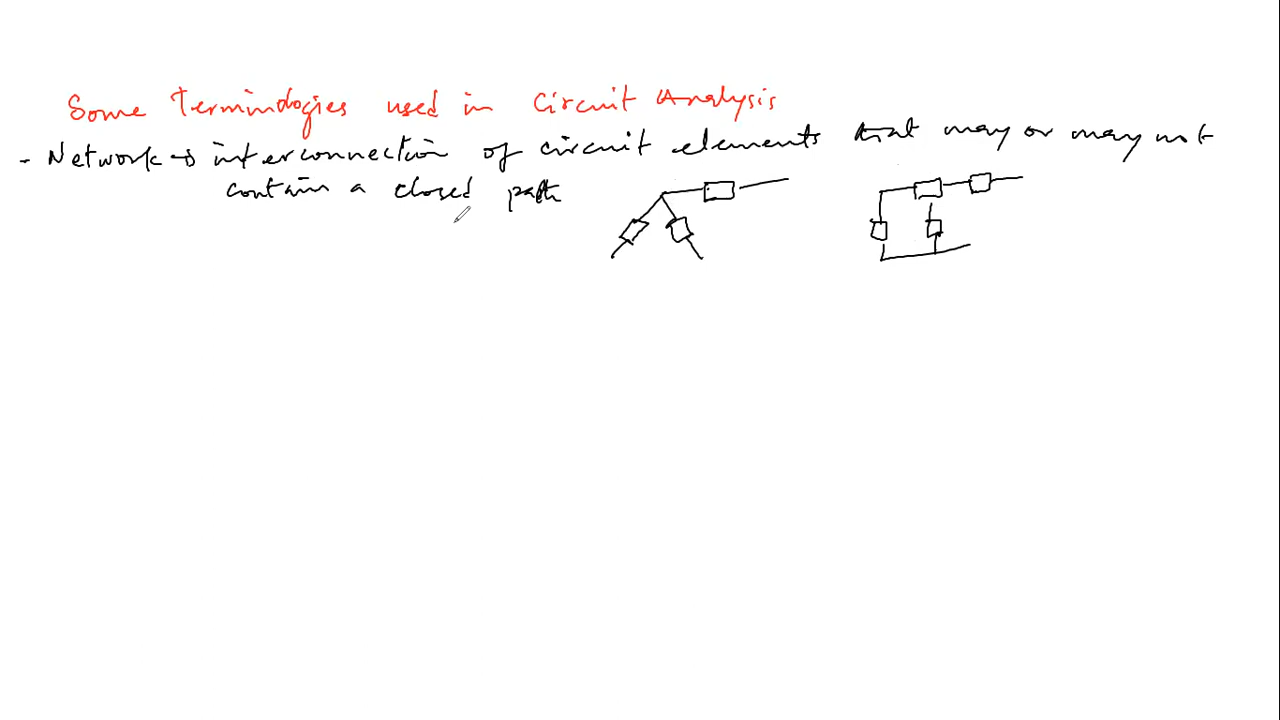 Some Terminologies used in Circuit Analysis
- Network → interconnection of circuit elements that may or may not
contain a closed path